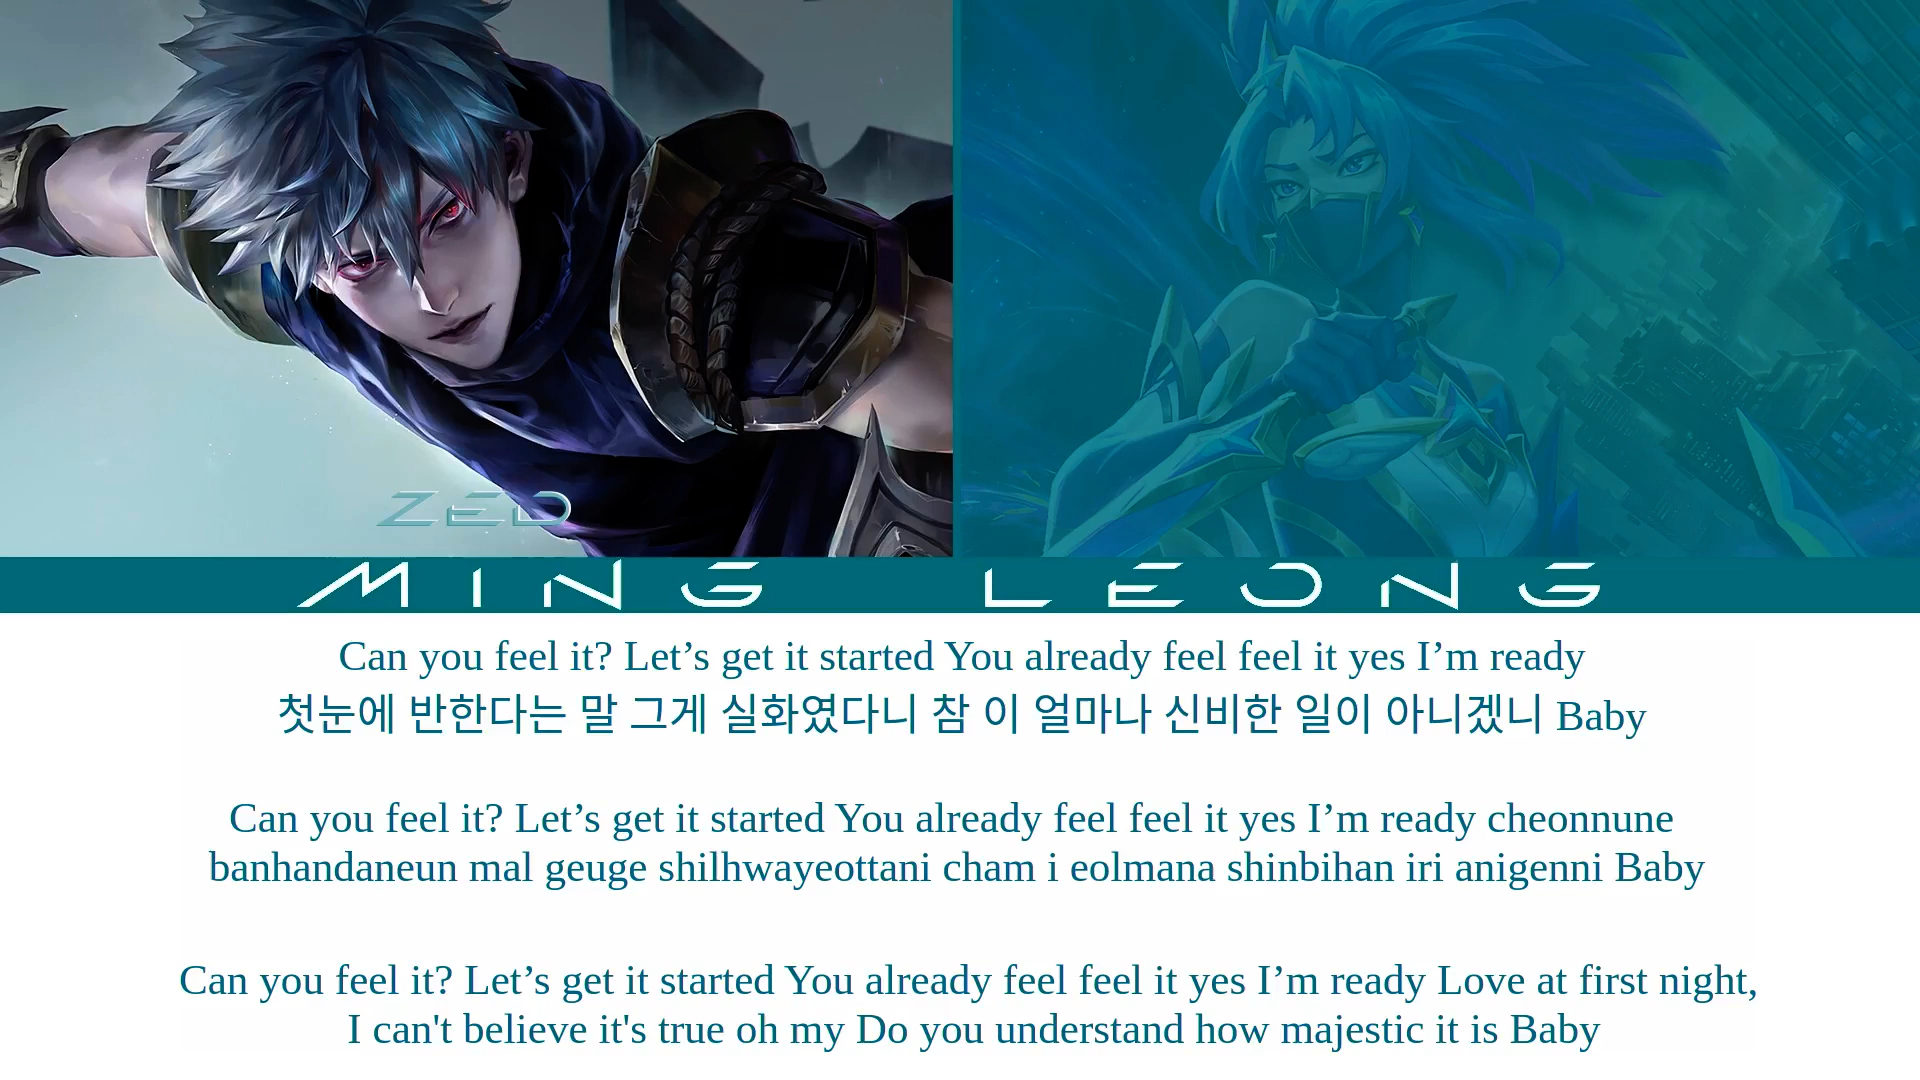 ZED
MING LEONG
Can you feel it? Let’s get it started You already feel feel it yes I’m ready
첫눈에 반한다는 말 그게 실화였다니 참 이 얼마나 신비한 일이 아니겠니 Baby
Can you feel it? Let’s get it started You already feel feel it yes I’m ready cheonnune
banhandaneun mal geuge shilhwayeottani cham i eolmana shinbihan iri anigenni Baby
Can you feel it? Let’s get it started You already feel feel it yes I’m ready Love at first night,
I can't believe it's true oh my Do you understand how majestic it is Baby